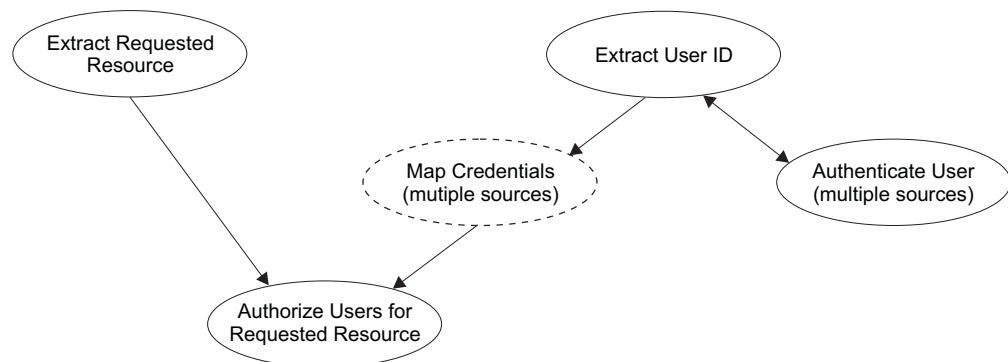 Extract Requested
Resource
Extract User ID
Map Credentials
(mutiple sources)
Authenticate User
(multiple sources)
Authorize Users for
Requested Resource